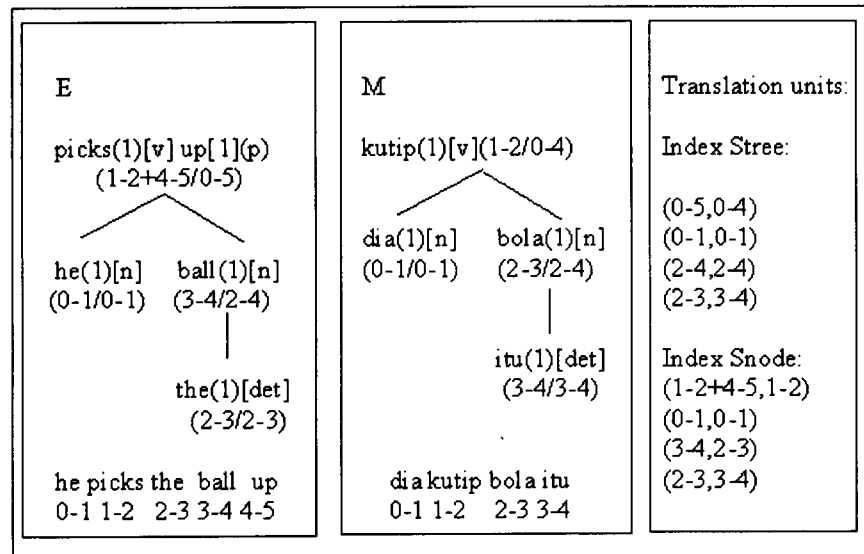 E
picks(1)[v] up[1](p)
(1-2+4-5/0-5)
he(1)[n] ball(1)[n]
(0-1/0-1) (3-4/2-4)
the(1)[det]
(2-3/2-3)
he picks the ball up
0-1 1-2 2-3 3-4 4-5
M
kutip(1)[v](1-2/0-4)
dia(1)[n] bola(1)[n]
(0-1/0-1) (2-3/2-4)
itu(1)[det]
(3-4/3-4)
dia kutip bola itu
0-1 1-2 2-3 3-4
Translation units:
Index Stree:
(0-5,0-4)
(0-1,0-1)
(2-4,2-4)
(2-3,3-4)
Index Snode:
(1-2+4-5,1-2)
(0-1,0-1)
(3-4,2-3)
(2-3,3-4)